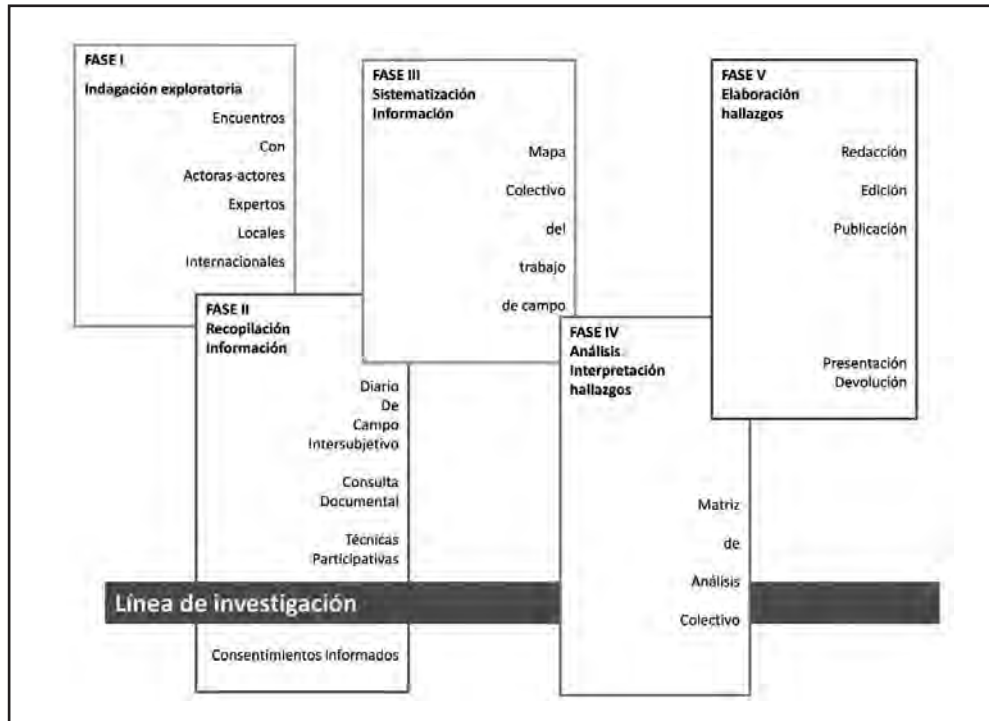 FASE I
Indagación exploratoria
Encuentros
Con
Actoras-actores
Expertos
Locales
Internacionales
FASE II
Recopilación
Información
Diario
De
Campo
Intersubjetivo
Consulta
Documental
Técnicas
Participativas
Consentimientos Informados
FASE III
Sistematización
Información
Mapa
Colectivo
del
trabajo
de campo
FASE IV
Análisis
Interpretación
hallazgos
Matriz
de
Análisis
Colectivo
FASE V
Elaboración
hallazgos
Redacción
Edición
Publicación
Presentación
Devolución
Línea de investigación